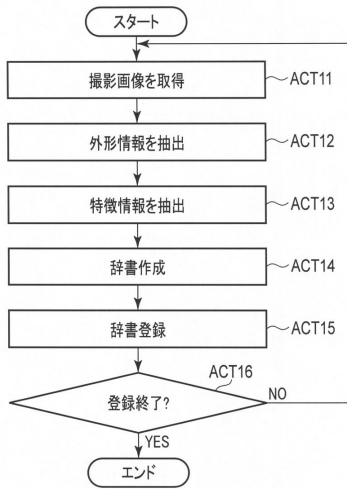 スタート
撮影画像を取得
ACT11
外形情報を抽出
ACT12
特徴情報を抽出
ACT13
辞書作成
ACT14
辞書登録
ACT15
ACT16
登録終了?
NO
YES
エンド